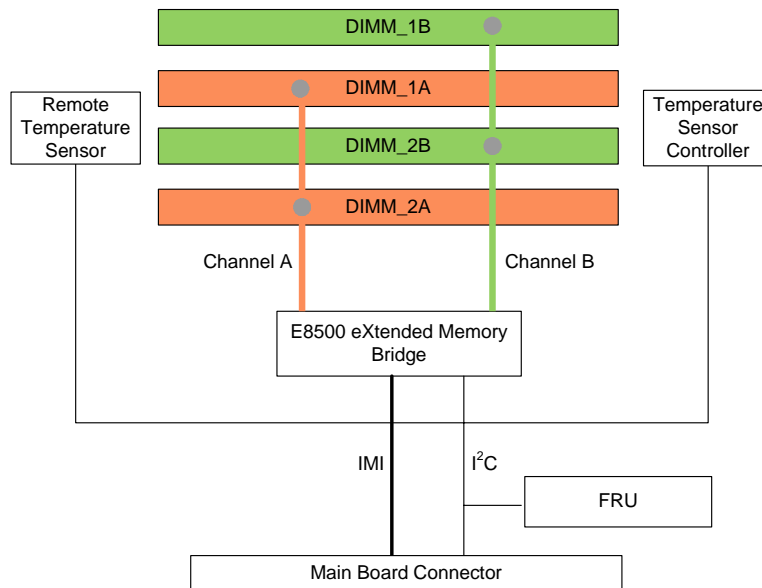 DIMM_1B
DIMM_1A
Remote
Temperature
Sensor
Temperature
Sensor
Controller
DIMM_2B
DIMM_2A
Channel A
Channel B
E8500 eXtended Memory
Bridge
IMI
I²C
FRU
Main Board Connector